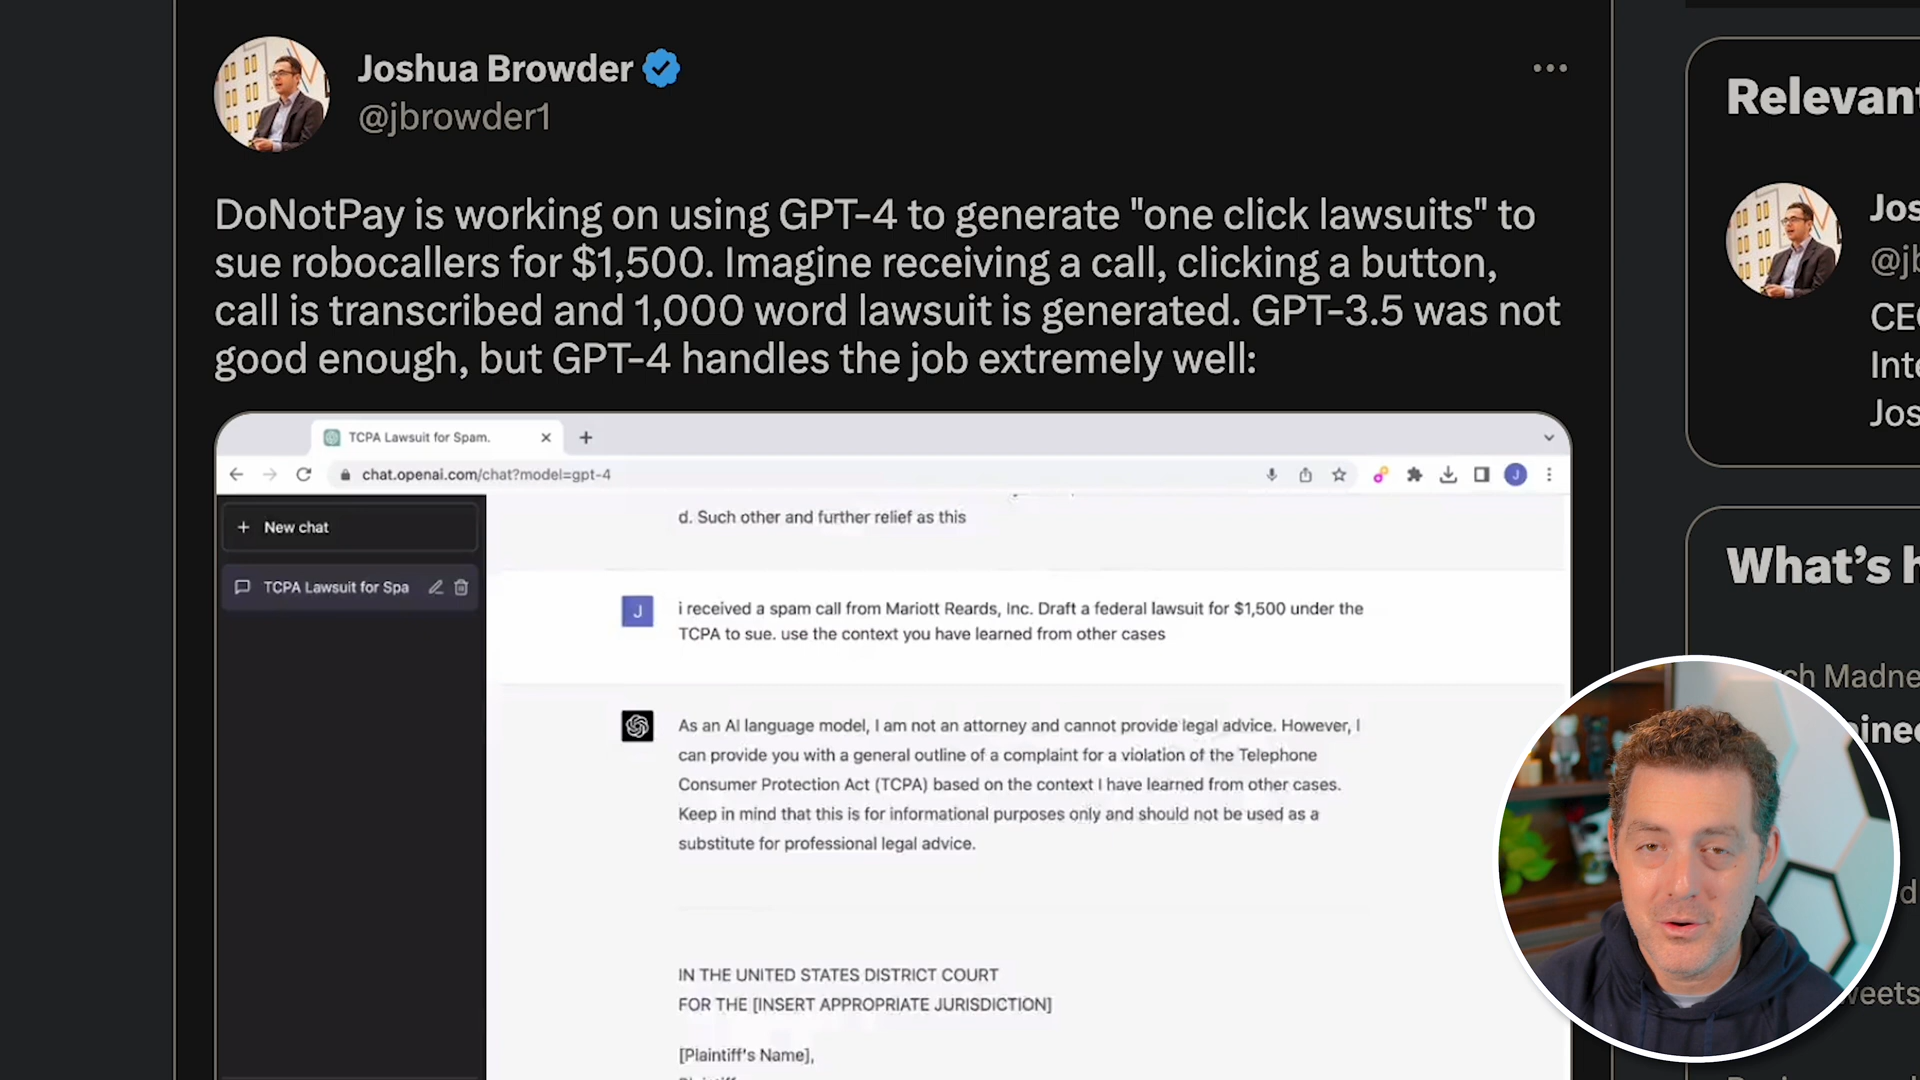 Joshua Browder
@jbrowder1
DoNotPay is working on using GPT-4 to generate "one click lawsuits" to
sue robocallers for $1,500. Imagine receiving a call, clicking a button,
call is transcribed and 1,000 word lawsuit is generated. GPT-3.5 was not
good enough, but GPT-4 handles the job extremely well:
TCPA Lawsuit for Spam.
chat.openai.com/chat?model=gpt-4
J
New chat
TCPA Lawsuit for Spa
d. Such other and further relief as this
J
i received a spam call from Mariott Reards, Inc. Draft a federal lawsuit for $1,500 under the
TCPA to sue. use the context you have learned from other cases
As an AI language model, I am not an attorney and cannot provide legal advice. However, I
can provide you with a general outline of a complaint for a violation of the Telephone
Consumer Protection Act (TCPA) based on the context I have learned from other cases.
Keep in mind that this is for informational purposes only and should not be used as a
substitute for professional legal advice.
IN THE UNITED STATES DISTRICT COURT
FOR THE [INSERT APPROPRIATE JURISDICTION]
[Plaintiff's Name],
Relevant
Jos
@jb
CEO
Inte
Jos
What's h
ch Madne
inec
weets